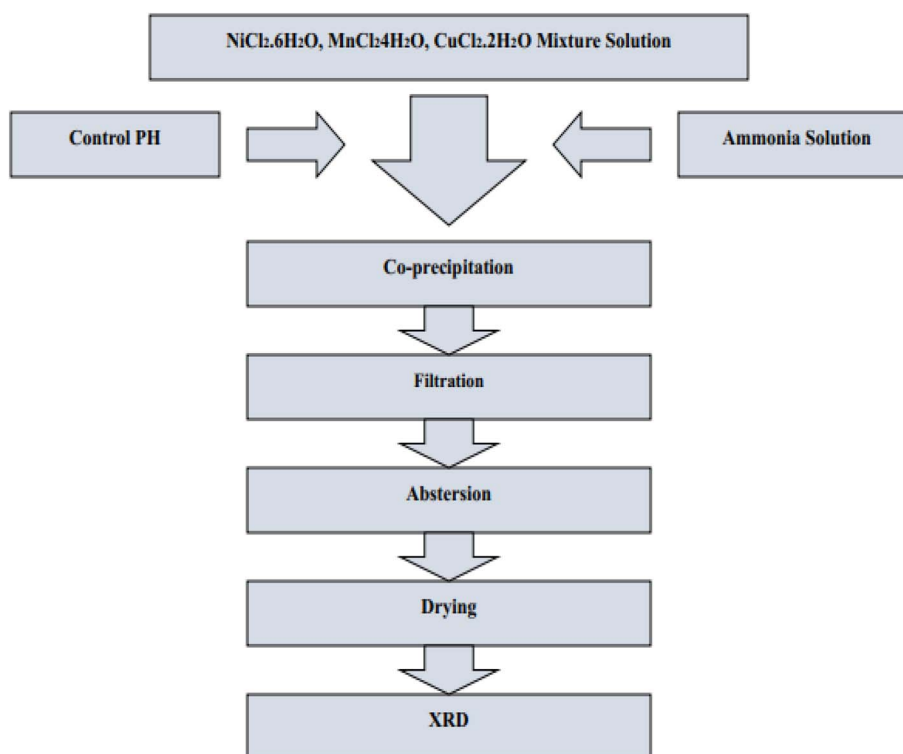 NiCl₂.6H₂O, MnCl₂4H₂O, CuCl₂.2H₂O Mixture Solution
Control PH
Ammonia Solution
Co-precipitation
Filtration
Abstersion
Drying
XRD